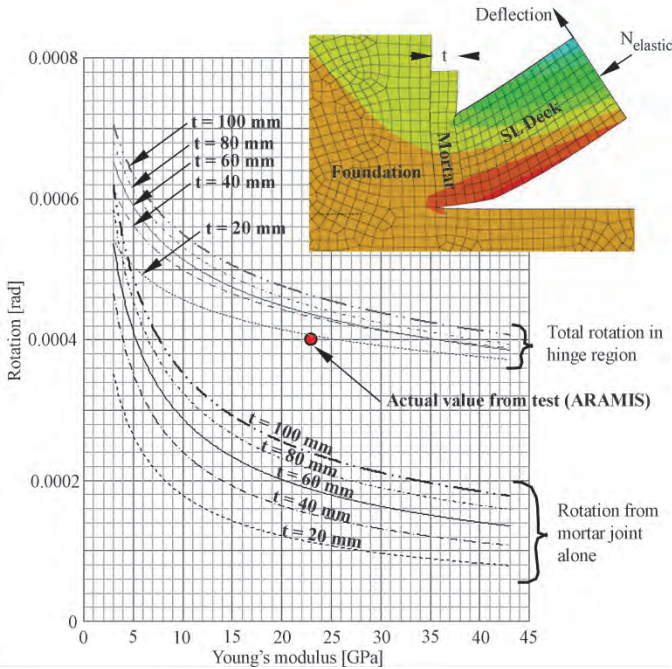 Deflection
N elastic
t
SL Deck
Mortar
Foundation
0.0008
0.0006
0.0004
0.0002
0
Rotation [rad]
t = 100 mm
t = 80 mm
t = 60 mm
t = 40 mm
t = 20 mm
Total rotation in
hinge region
Actual value from test (ARAMIS)
t = 100 mm
t = 80 mm
t = 60 mm
t = 40 mm
t = 20 mm
Rotation from
mortar joint
alone
0 5 10 15 20 25 30 35 40 45
Young's modulus [GPa]